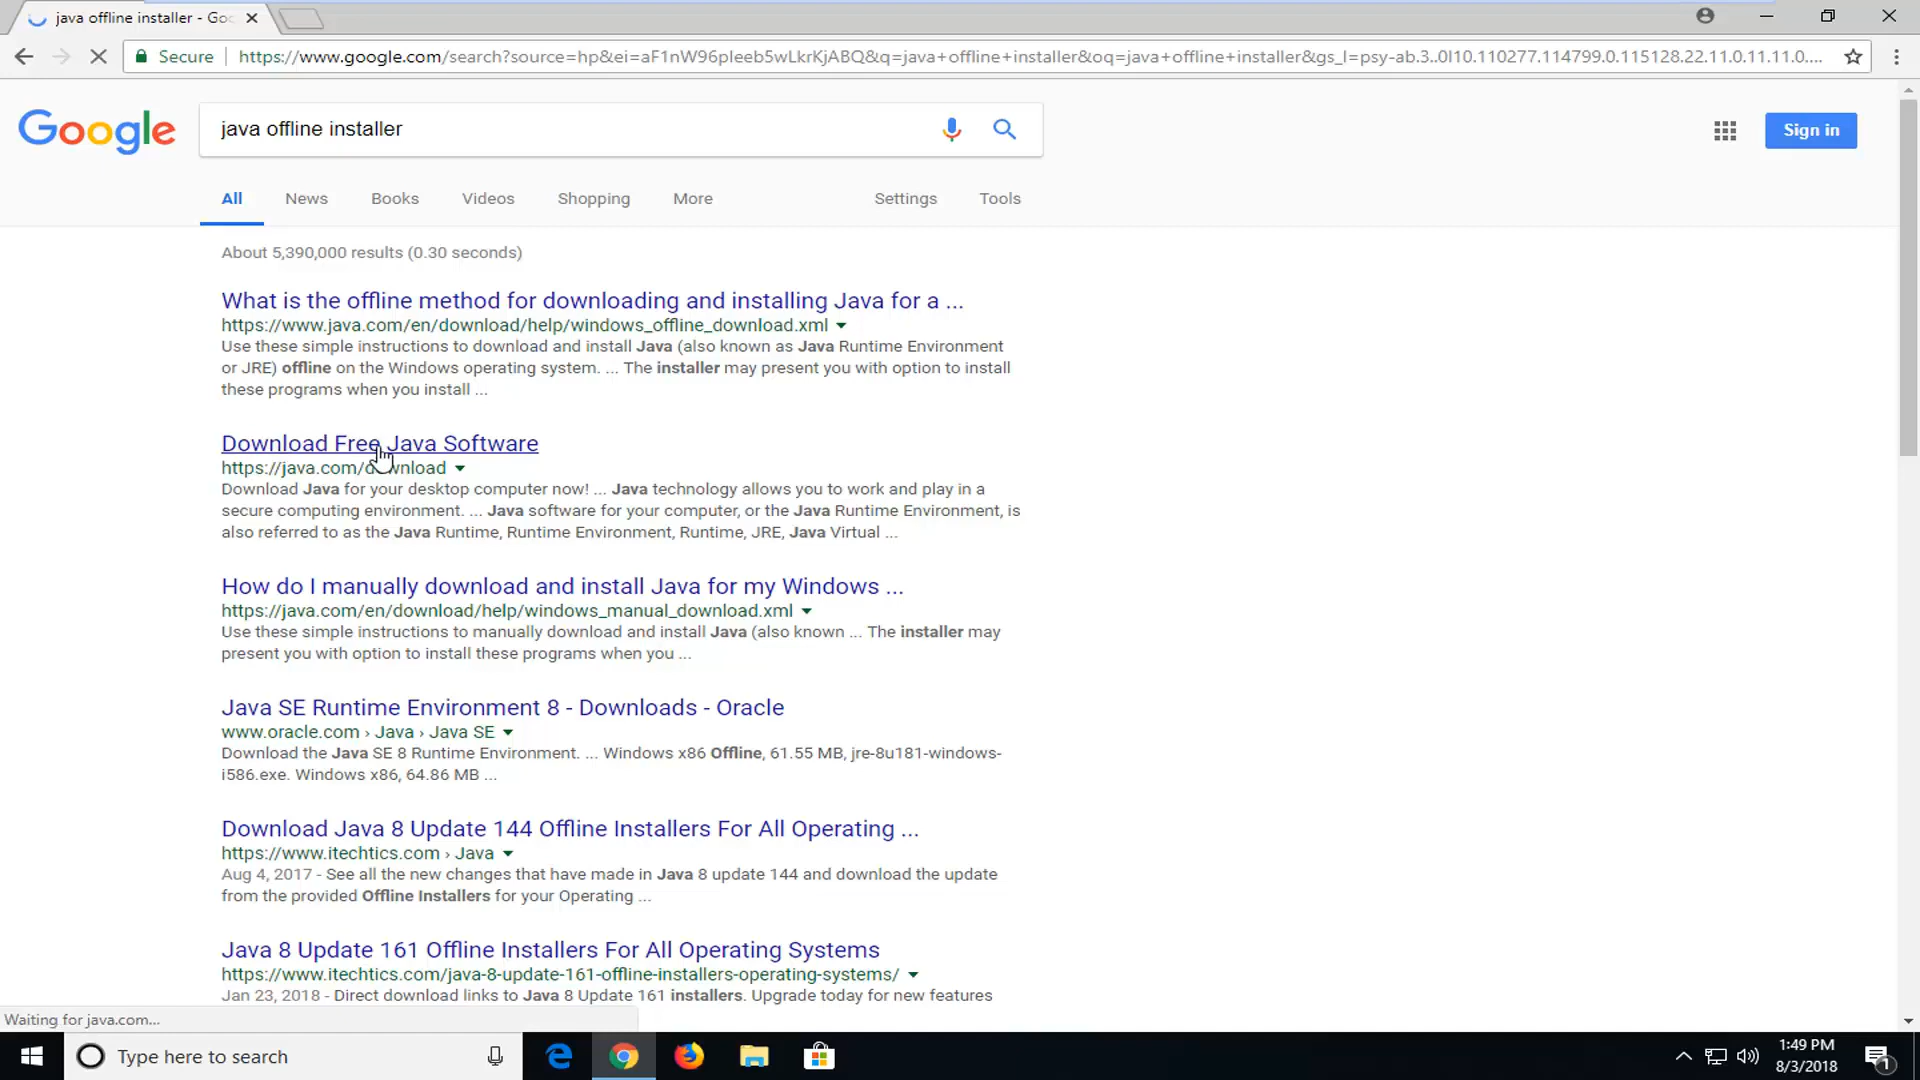 java offline installer - Goo
Secure
https://www.google.com/search?source=hp&ei=aF1nW96pIeeb5wLkrKjABQ&q=java+offline+installer&oq=java+offline+installer&gs_l=psy-ab.3..0l10.110277.114799.0.115128.22.11.0.11.11.0....
Google
java offline installer
Sign in
All News Books Videos Shopping More Settings Tools
About 5,390,000 results (0.30 seconds)
What is the offline method for downloading and installing Java for a ...
https://www.java.com/en/download/help/windows_offline_download.xml
Use these simple instructions to download and install Java (also known as Java Runtime Environment
or JRE) offline on the Windows operating system. ... The installer may present you with option to install
these programs when you install ...
Download Free Java Software
https://java.com/download
Download Java for your desktop computer now! ... Java technology allows you to work and play in a
secure computing environment. ... Java software for your computer, or the Java Runtime Environment, is
also referred to as the Java Runtime, Runtime Environment, Runtime, JRE, Java Virtual ...
How do I manually download and install Java for my Windows ...
https://java.com/en/download/help/windows_manual_download.xml
Use these simple instructions to manually download and install Java (also known ... The installer may
present you with option to install these programs when you ...
Java SE Runtime Environment 8 - Downloads - Oracle
www.oracle.com › Java › Java SE
Download the Java SE 8 Runtime Environment. ... Windows x86 Offline, 61.55 MB, jre-8u181-windows-
i586.exe. Windows x86, 64.86 MB ...
Download Java 8 Update 144 Offline Installers For All Operating ...
https://www.itechtics.com › Java
Aug 4, 2017 - See all the new changes that have made in Java 8 update 144 and download the update
from the provided Offline Installers for your Operating ...
Java 8 Update 161 Offline Installers For All Operating Systems
https://www.itechtics.com/java-8-update-161-offline-installers-operating-systems/
Jan 23, 2018 - Direct download links to Java 8 Update 161 installers. Upgrade today for new features
Waiting for java.com...
Type here to search
1:49 PM
8/3/2018
1